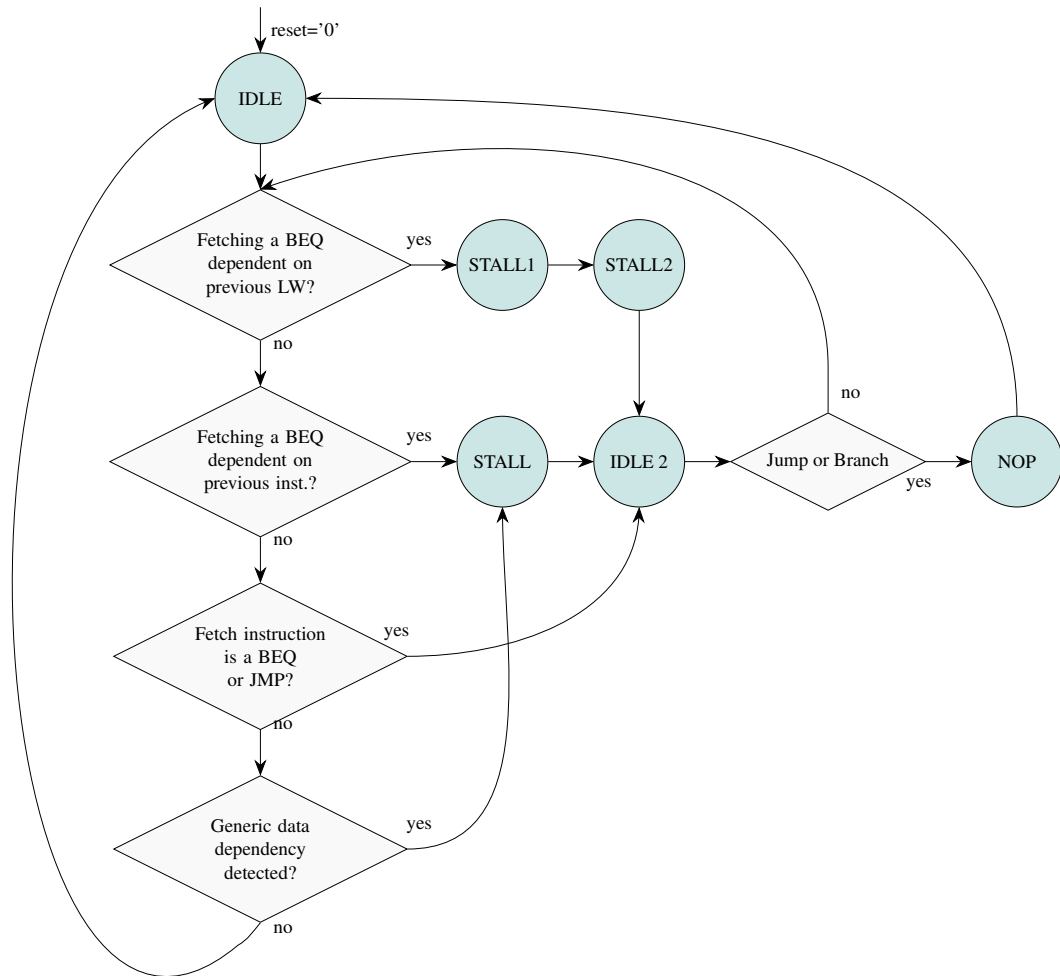 reset=’0’
IDLE
Fetching a BEQ
dependent on
previous LW?
yes
STALL1
STALL2
no
Fetching a BEQ
dependent on
previous inst.?
yes
STALL
IDLE 2
Jump or Branch
no
yes
NOP
no
Fetch instruction
is a BEQ
or JMP?
yes
no
Generic data
dependency
detected?
yes
no